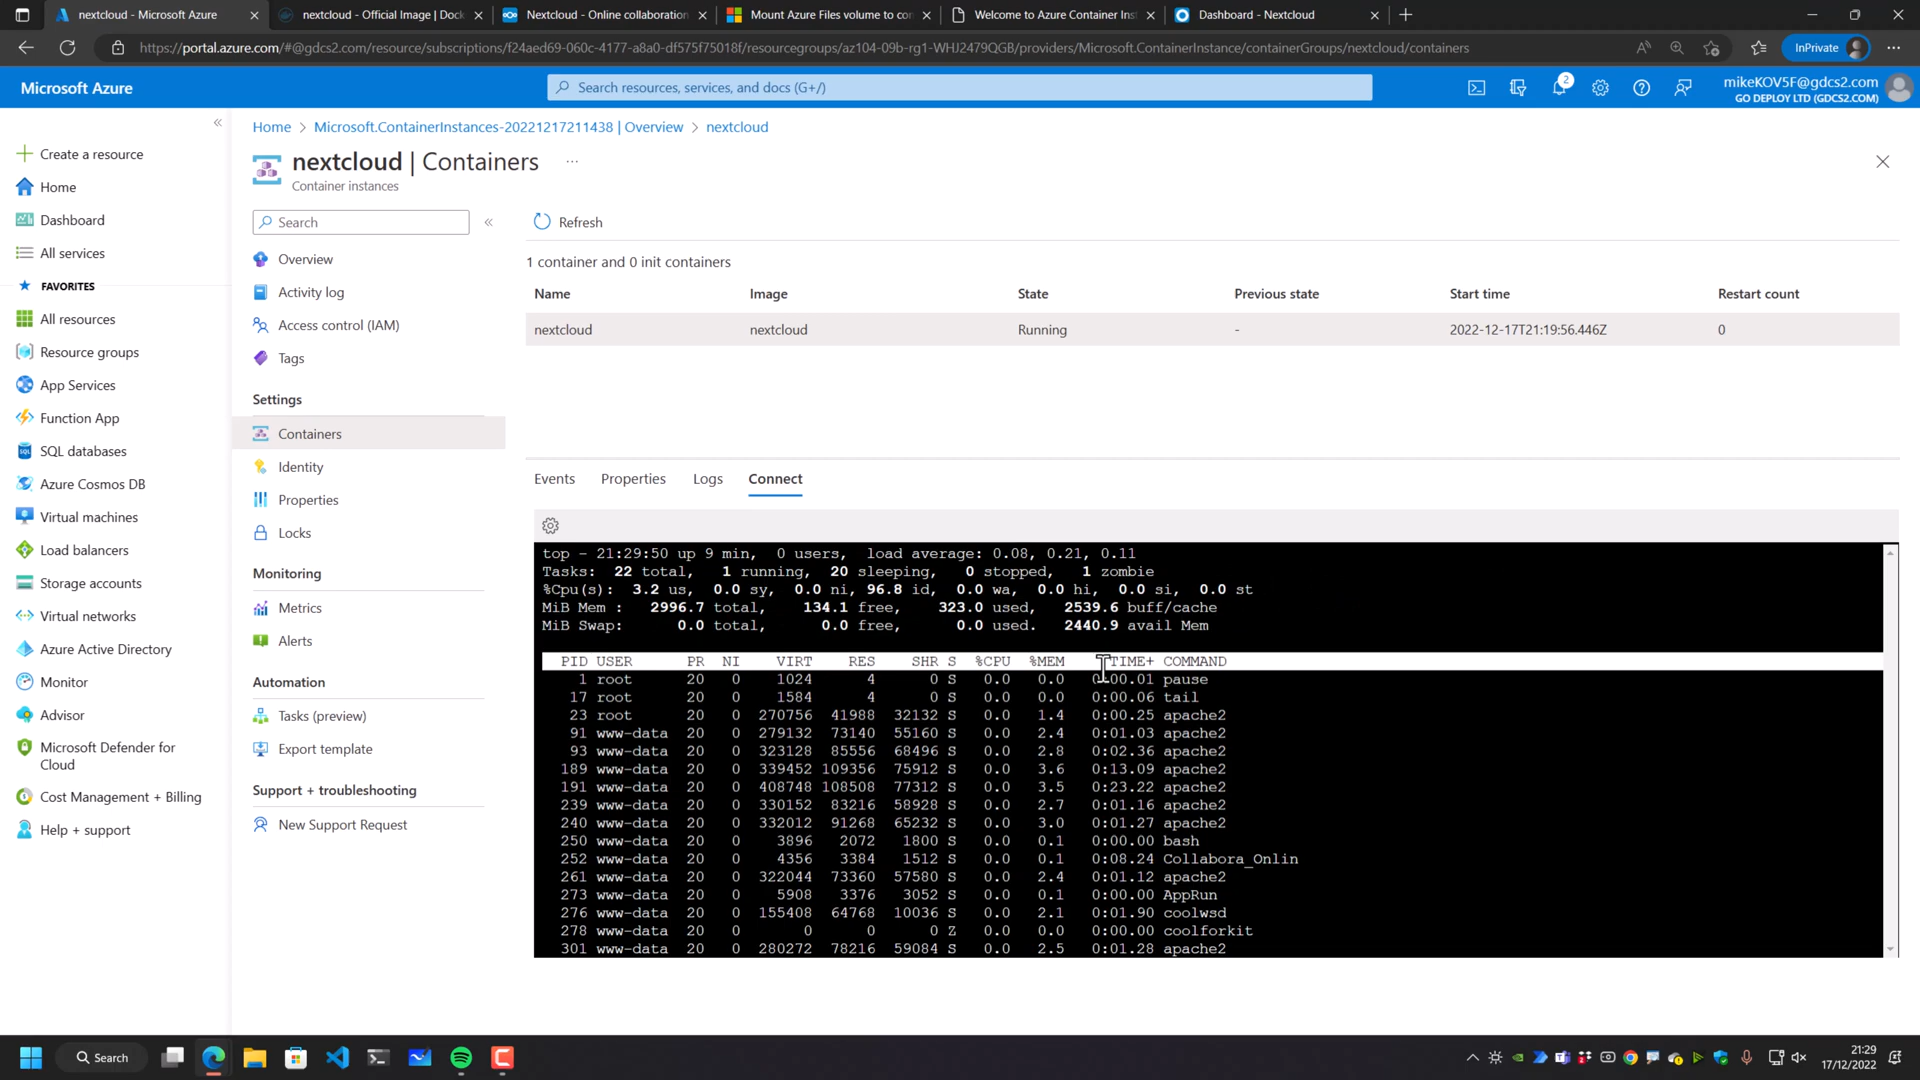 nextcloud - Microsoft Azure
nextcloud - Official Image | Dock
Nextcloud - Online collaboration
Mount Azure Files volume to con
Welcome to Azure Container Inst
Dashboard - Nextcloud
https://portal.azure.com/#@gdcs2.com/resource/subscriptions/f24aed69-060c-4177-a8a0-df575f75018f/resourcegroups/az104-09b-rg1-WHJ2479QGB/providers/Microsoft.ContainerInstance/containerGroups/nextcloud/containers
InPrivate
Microsoft Azure
Search resources, services, and docs (G+/)
2
mikeKOV5F@gdcs2.com
GO DEPLOY LTD (GDCS2.COM)
Create a resource
Home
Dashboard
All services
FAVORITES
All resources
Resource groups
App Services
Function App
SQL databases
Azure Cosmos DB
Virtual machines
Load balancers
Storage accounts
Virtual networks
Azure Active Directory
Monitor
Advisor
Microsoft Defender for
Cloud
Cost Management + Billing
Help + support
Home > Microsoft.ContainerInstances-20221217211438 | Overview > nextcloud
nextcloud | Containers ...
Container instances
Search
Overview
Activity log
Access control (IAM)
Tags
Settings
Containers
Identity
Properties
Locks
Monitoring
Metrics
Alerts
Automation
Tasks (preview)
Export template
Support + troubleshooting
New Support Request
Refresh
1 container and 0 init containers
Name Image State Previous state Start time Restart count
nextcloud nextcloud Running - 2022-12-17T21:19:56.446Z 0
Events Properties Logs Connect
top - 21:29:50 up 9 min, 0 users, load average: 0.08, 0.21, 0.11
Tasks: 22 total, 1 running, 20 sleeping, 0 stopped, 1 zombie
%Cpu(s): 3.2 us, 0.0 sy, 0.0 ni, 96.8 id, 0.0 wa, 0.0 hi, 0.0 si, 0.0 st
MiB Mem : 2996.7 total, 134.1 free, 323.0 used, 2539.6 buff/cache
MiB Swap: 0.0 total, 0.0 free, 0.0 used. 2440.9 avail Mem
PID USER PR NI VIRT RES SHR S %CPU %MEM TIME+ COMMAND
1 root 20 0 1024 4 0 S 0.0 0.0 0:00.01 pause
17 root 20 0 1584 4 0 S 0.0 0.0 0:00.06 tail
23 root 20 0 270756 41988 32132 S 0.0 1.4 0:00.25 apache2
91 www-data 20 0 279132 73140 55160 S 0.0 2.4 0:01.03 apache2
93 www-data 20 0 323128 85556 68496 S 0.0 2.8 0:02.36 apache2
189 www-data 20 0 339452 109356 75912 S 0.0 3.6 0:13.09 apache2
191 www-data 20 0 408748 108508 77312 S 0.0 3.5 0:23.22 apache2
239 www-data 20 0 330152 83216 58928 S 0.0 2.7 0:01.16 apache2
240 www-data 20 0 332012 91268 65232 S 0.0 3.0 0:01.27 apache2
250 www-data 20 0 3896 2072 1800 S 0.0 0.1 0:00.00 bash
252 www-data 20 0 4356 3384 1512 S 0.0 0.1 0:08.24 Collabora_Onlin
261 www-data 20 0 322044 73360 57580 S 0.0 2.4 0:01.12 apache2
273 www-data 20 0 5908 3376 3052 S 0.0 0.1 0:00.00 AppRun
276 www-data 20 0 155408 64768 10036 S 0.0 2.1 0:01.90 coolwsd
278 www-data 20 0 0 0 0 Z 0.0 0.0 0:00.00 coolforkit
301 www-data 20 0 280272 78216 59084 S 0.0 2.5 0:01.28 apache2
Search
21:29
17/12/2022